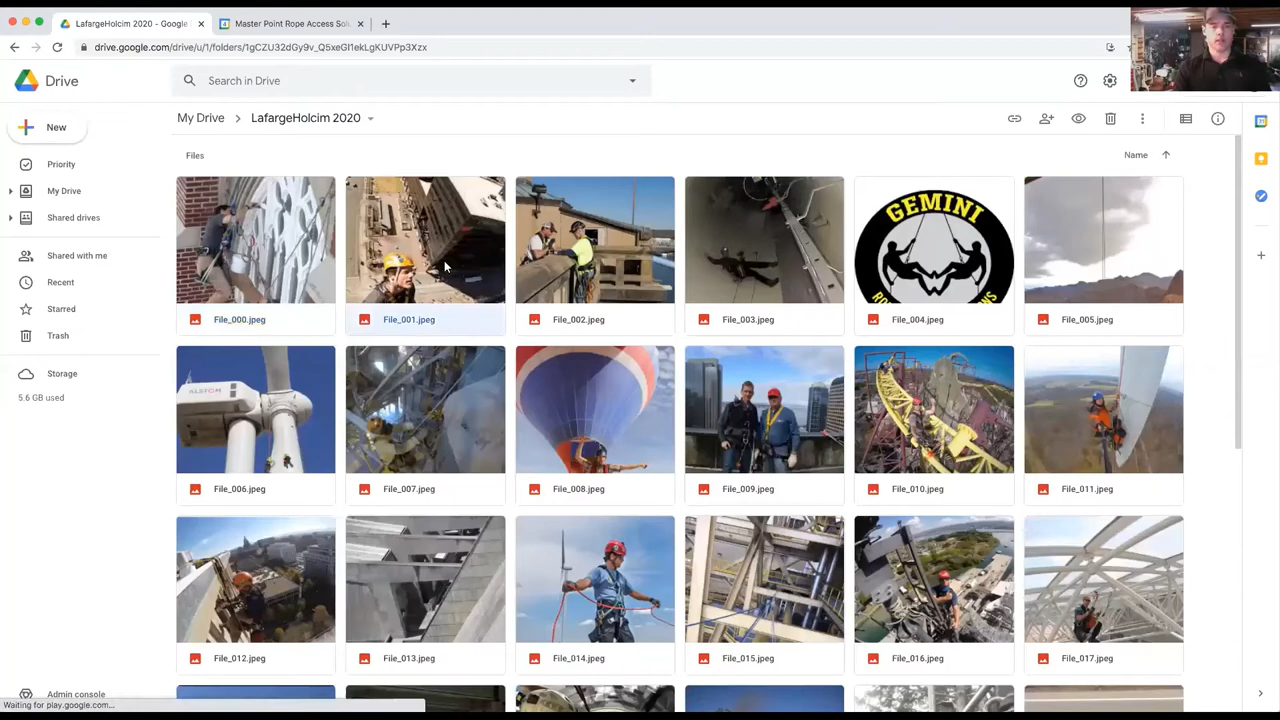 LafargeHolcim 2020 - Google
Master Point Rope Access Solu
drive.google.com/drive/u/1/folders/1gCZU32dGy9v_Q5xeGI1ekLgKUVPp3Xzx
Drive
Search in Drive
New
My Drive
LafargeHolcim 2020
Priority
My Drive
Shared drives
Shared with me
Recent
Starred
Trash
Storage
5.6 GB used
Files
Name
GEMINI
File_000.jpeg
File_001.jpeg
File_002.jpeg
File_003.jpeg
File_004.jpeg
File_005.jpeg
ALSTOM
File_006.jpeg
File_007.jpeg
File_008.jpeg
File_009.jpeg
File_010.jpeg
File_011.jpeg
File_012.jpeg
File_013.jpeg
File_014.jpeg
File_015.jpeg
File_016.jpeg
File_017.jpeg
Admin console
Waiting for play.google.com...